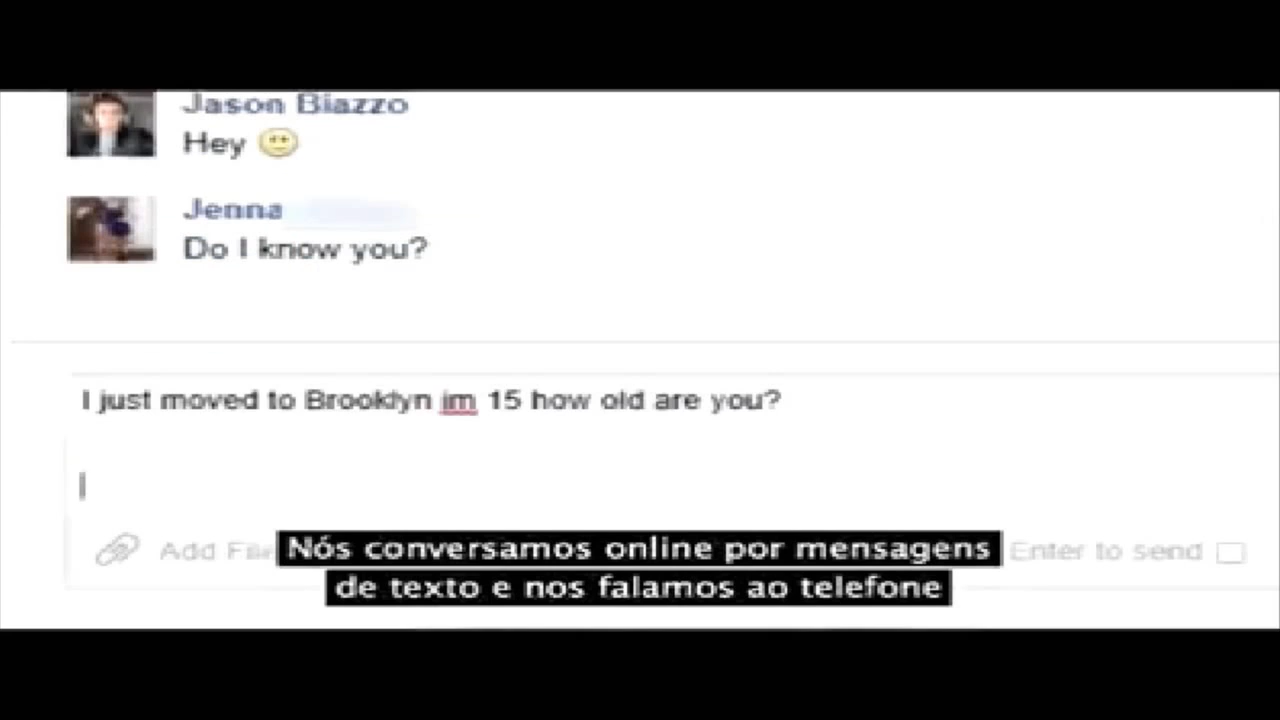 Jason Biazzo
Hey
Jenna
Do I know you?
I just moved to Brooklyn im 15 how old are you?
Add File
Nós conversamos online por mensagens
Enter to send
de texto e nos falamos ao telefone